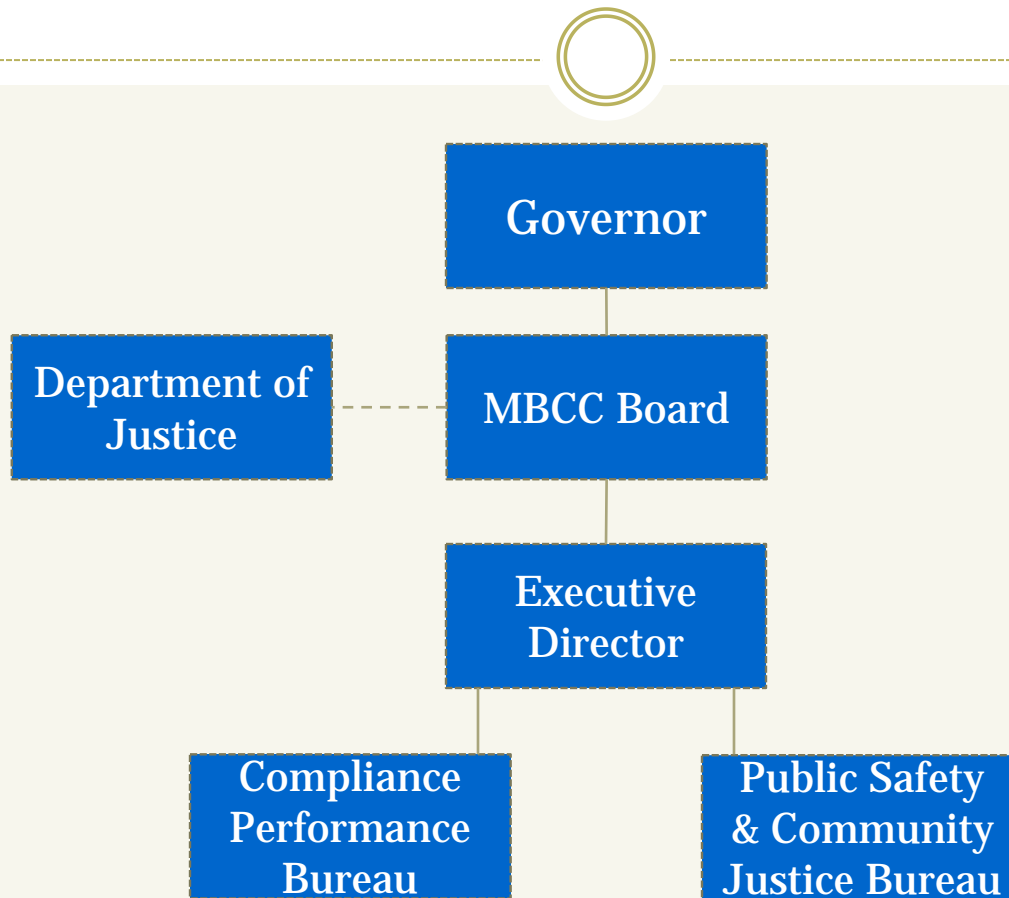 Governor
Department of
Justice
MBCC Board
Executive
Director
Compliance
Performance
Bureau
Public Safety
& Community
Justice Bureau